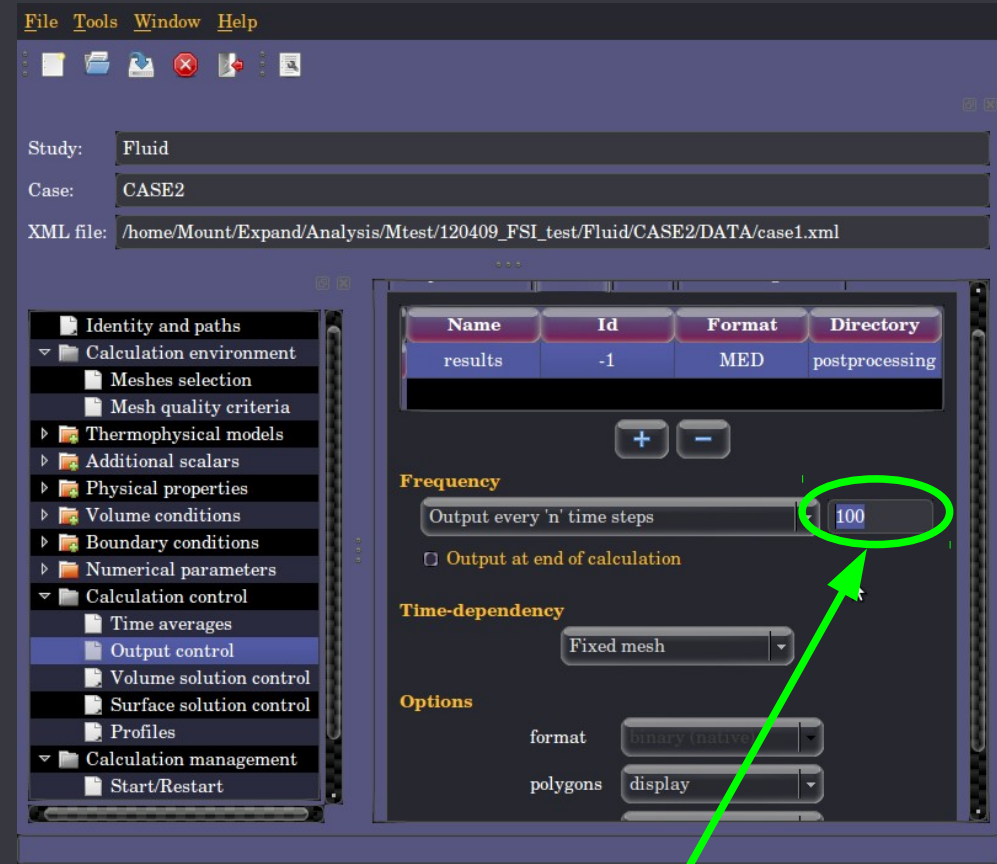 File Tools Window Help
Study: Fluid
Case: CASE2
XML file: /home/Mount/Expand/Analysis/Mtest/120409_FSI_test/Fluid/CASE2/DATA/case1.xml
Identity and paths
Calculation environment
Meshes selection
Mesh quality criteria
Thermophysical models
Additional scalars
Physical properties
Volume conditions
Boundary conditions
Numerical parameters
Calculation control
Time averages
Output control
Volume solution control
Surface solution control
Profiles
Calculation management
Start/Restart
Name Id Format Directory
results -1 MED postprocessing
+ −
Frequency
Output every 'n' time steps 100
Output at end of calculation
Time-dependency
Fixed mesh
Options
format binary (native)
polygons display